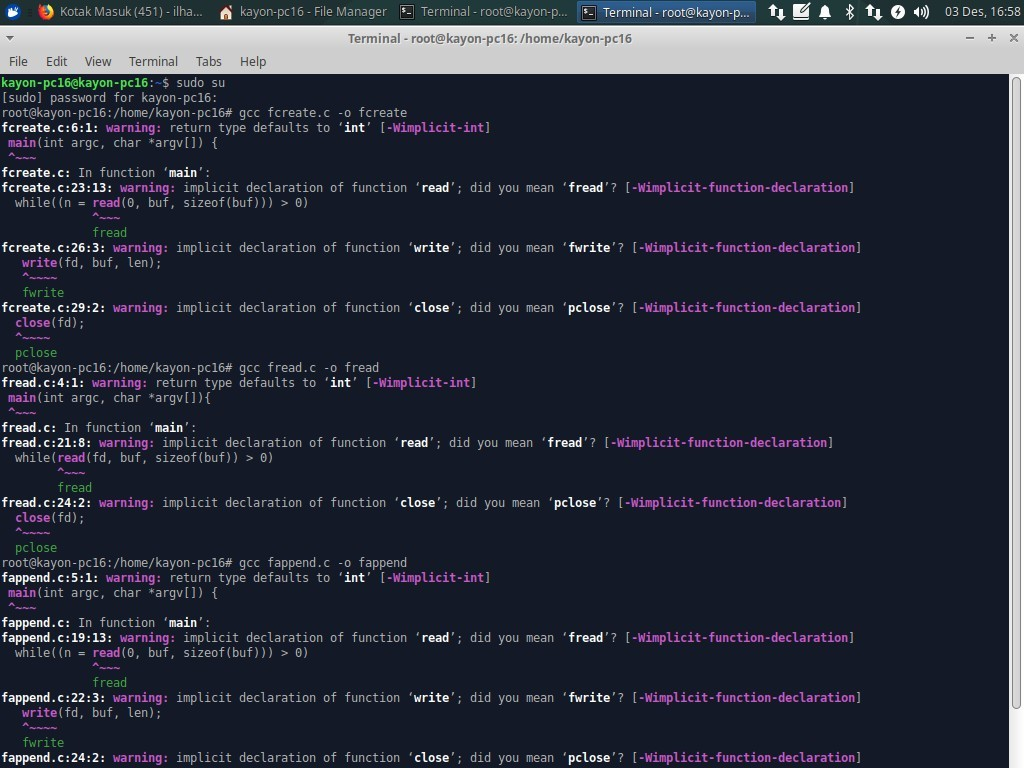 Kotak Masuk (451) - ilha...
kayon-pc16 - File Manager
Terminal - root@kayon-p...
Terminal - root@kayon-p...
03 Des, 16:58
Terminal - root@kayon-pc16: /home/kayon-pc16
File Edit View Terminal Tabs Help
kayon-pc16@kayon-pc16:~$ sudo su
[sudo] password for kayon-pc16:
root@kayon-pc16:/home/kayon-pc16# gcc fcreate.c -o fcreate
fcreate.c:6:1: warning: return type defaults to ‘int’ [-Wimplicit-int]
main(int argc, char *argv[]) {
^~~~
fcreate.c: In function ‘main’:
fcreate.c:23:13: warning: implicit declaration of function ‘read’; did you mean ‘fread’? [-Wimplicit-function-declaration]
while((n = read(0, buf, sizeof(buf))) > 0)
^~~~
fread
fcreate.c:26:3: warning: implicit declaration of function ‘write’; did you mean ‘fwrite’? [-Wimplicit-function-declaration]
write(fd, buf, len);
^~~~~
fwrite
fcreate.c:29:2: warning: implicit declaration of function ‘close’; did you mean ‘pclose’? [-Wimplicit-function-declaration]
close(fd);
^~~~~
pclose
root@kayon-pc16:/home/kayon-pc16# gcc fread.c -o fread
fread.c:4:1: warning: return type defaults to ‘int’ [-Wimplicit-int]
main(int argc, char *argv[]){
^~~~
fread.c: In function ‘main’:
fread.c:21:8: warning: implicit declaration of function ‘read’; did you mean ‘fread’? [-Wimplicit-function-declaration]
while(read(fd, buf, sizeof(buf)) > 0)
^~~~
fread
fread.c:24:2: warning: implicit declaration of function ‘close’; did you mean ‘pclose’? [-Wimplicit-function-declaration]
close(fd);
^~~~~
pclose
root@kayon-pc16:/home/kayon-pc16# gcc fappend.c -o fappend
fappend.c:5:1: warning: return type defaults to ‘int’ [-Wimplicit-int]
main(int argc, char *argv[]) {
^~~~
fappend.c: In function ‘main’:
fappend.c:19:13: warning: implicit declaration of function ‘read’; did you mean ‘fread’? [-Wimplicit-function-declaration]
while((n = read(0, buf, sizeof(buf))) > 0)
^~~~
fread
fappend.c:22:3: warning: implicit declaration of function ‘write’; did you mean ‘fwrite’? [-Wimplicit-function-declaration]
write(fd, buf, len);
^~~~~
fwrite
fappend.c:24:2: warning: implicit declaration of function ‘close’; did you mean ‘pclose’? [-Wimplicit-function-declaration]